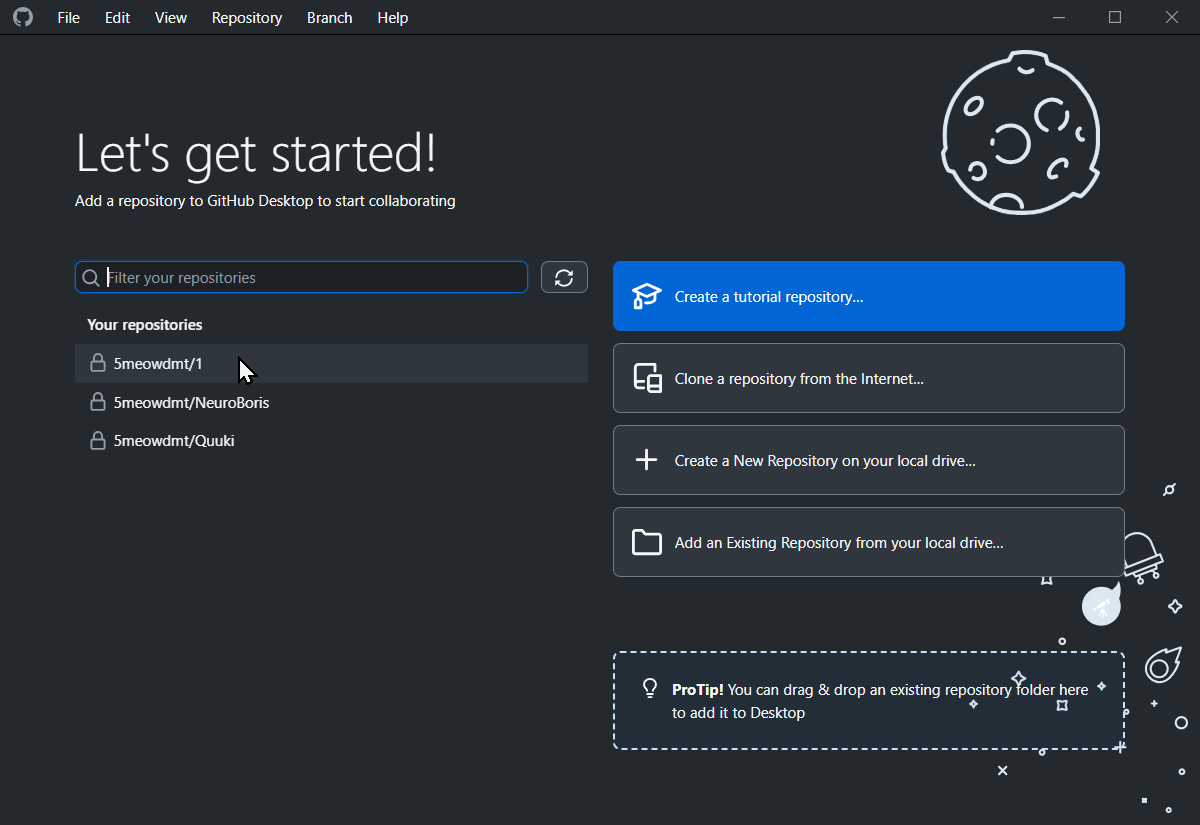 File Edit View Repository Branch Help
Let's get started!
Add a repository to GitHub Desktop to start collaborating
Filter your repositories
Your repositories
5meowdmt/1
5meowdmt/NeuroBoris
5meowdmt/Quuki
Create a tutorial repository...
Clone a repository from the Internet...
Create a New Repository on your local drive...
Add an Existing Repository from your local drive...
ProTip! You can drag & drop an existing repository folder here
to add it to Desktop